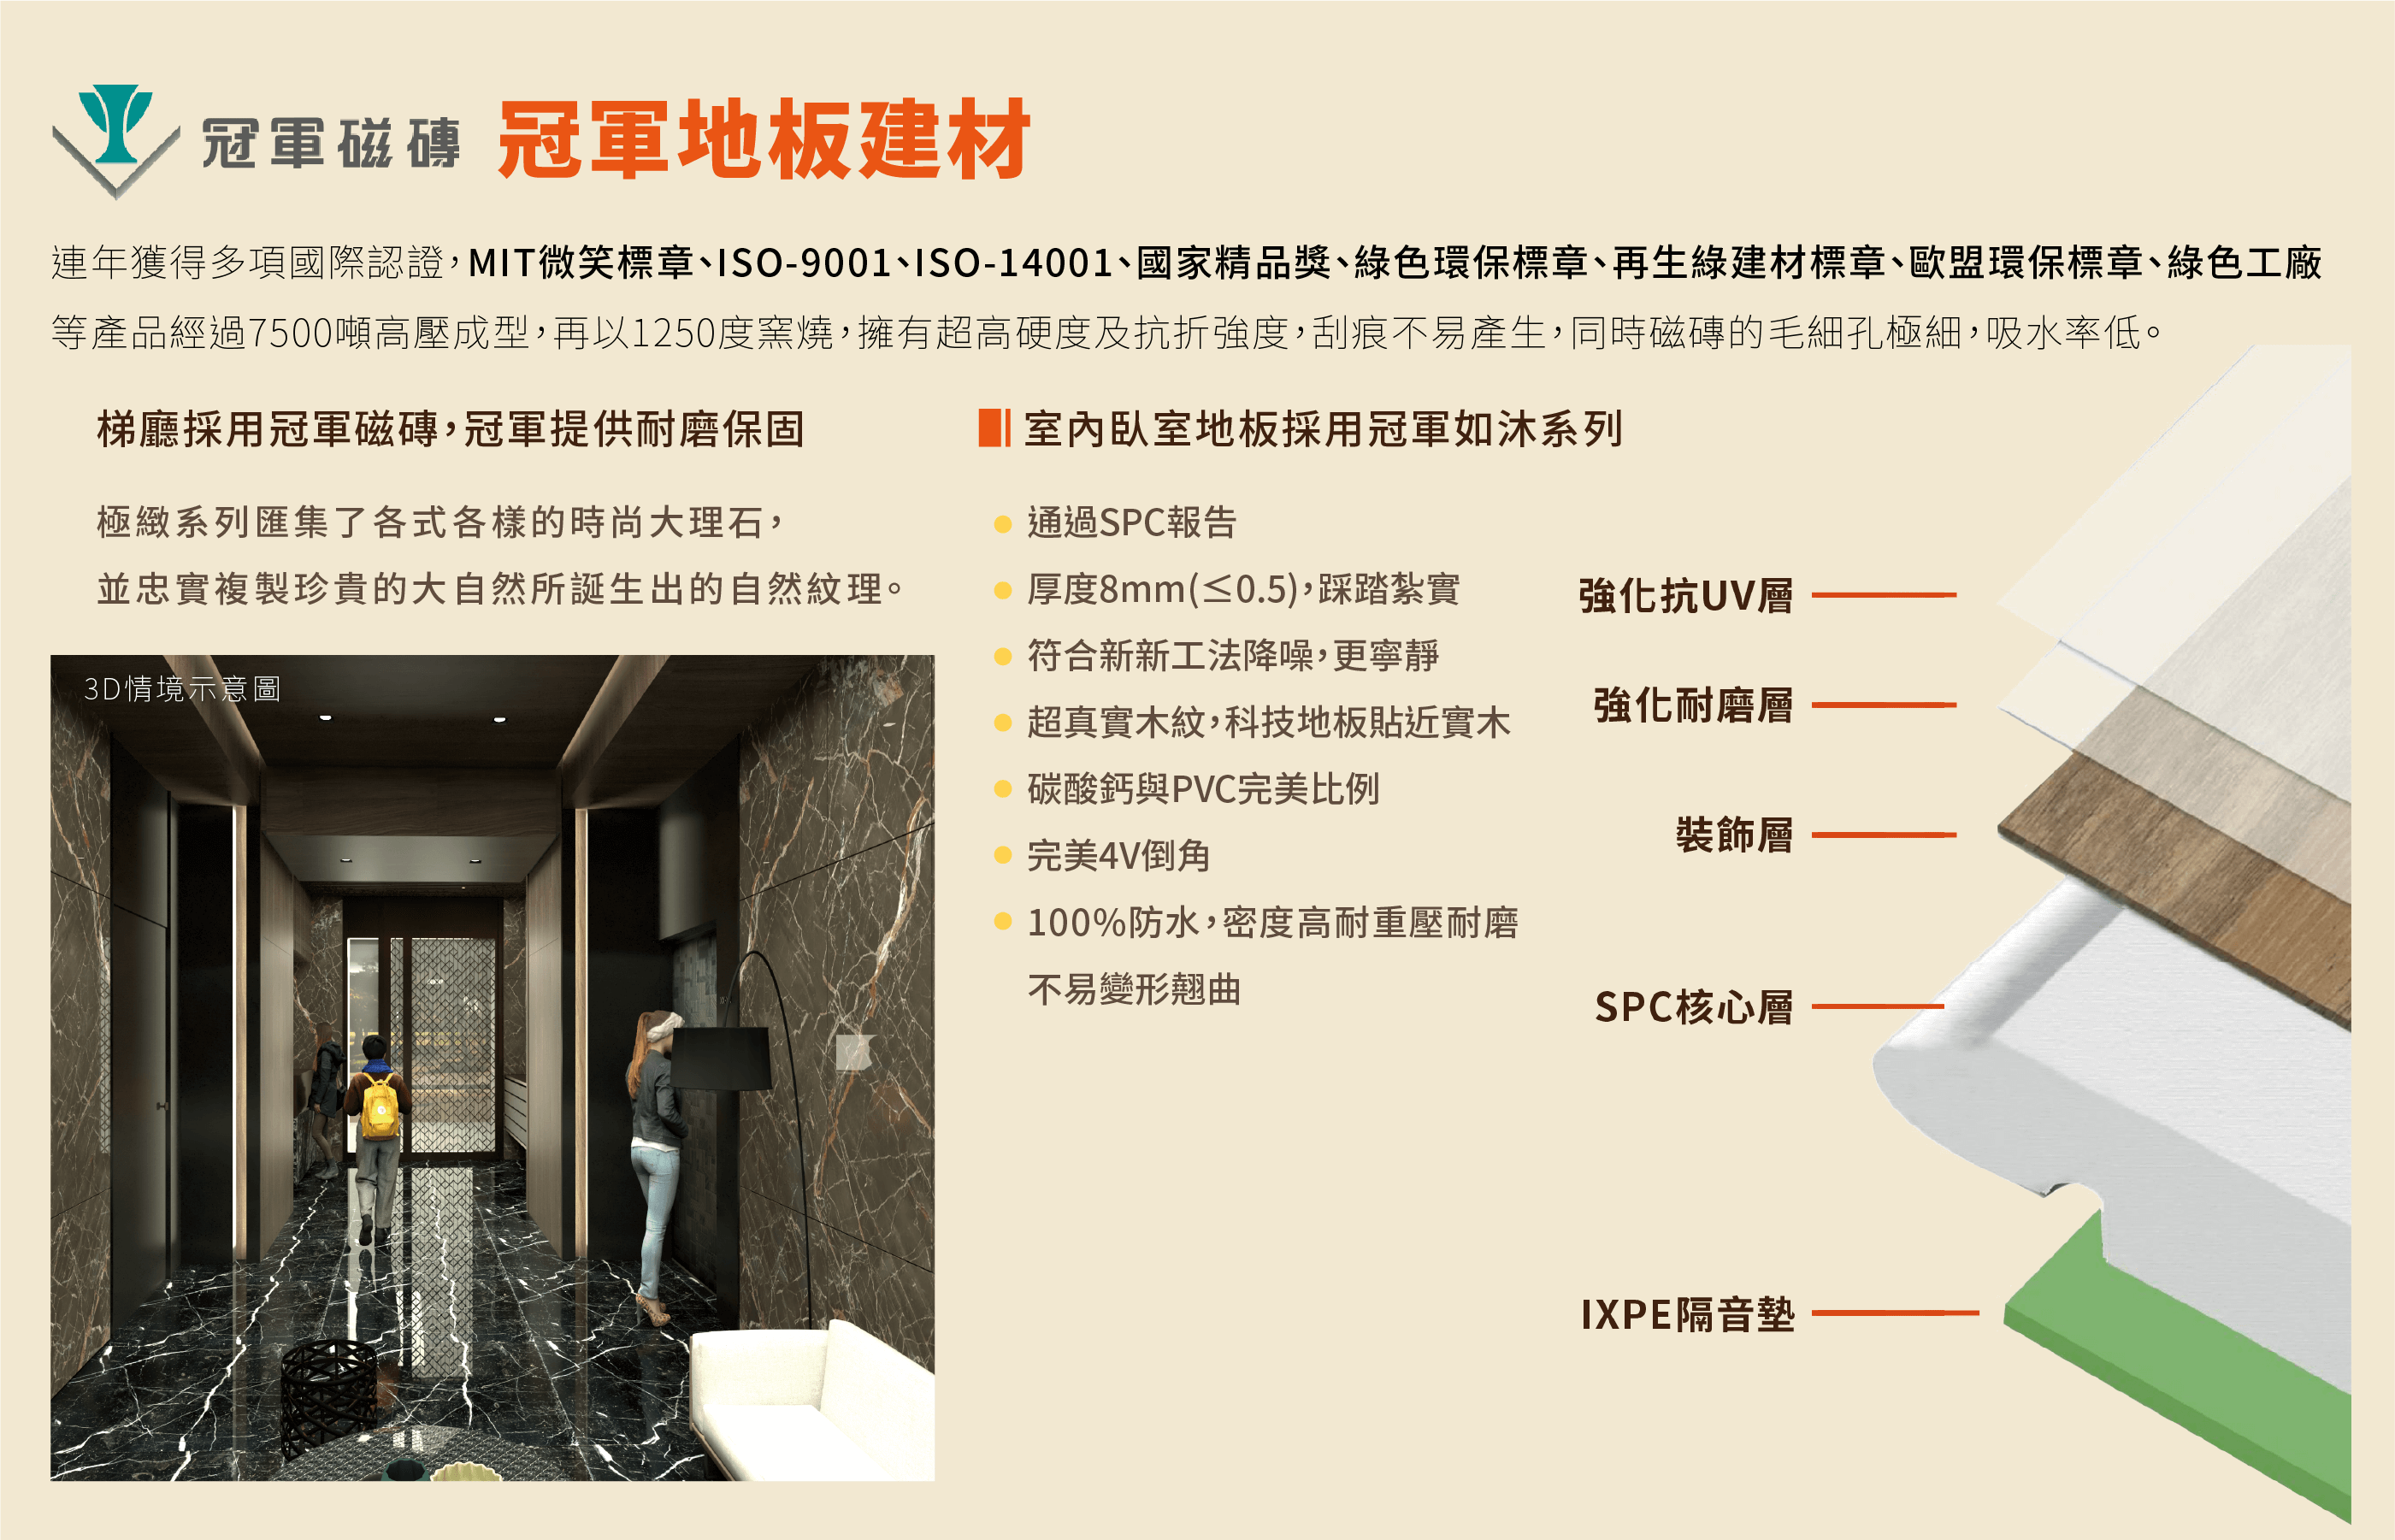 冠軍磁磚 冠軍地板建材
連年獲得多項國際認證，MIT微笑標章、ISO-9001、ISO-14001、國家精品獎、綠色環保標章、再生綠建材標章、歐盟環保標章、綠色工廠
等產品經過7500噸高壓成型，再以1250度窯燒，擁有超高硬度及抗折強度，刮痕不易產生，同時磁磚的毛細孔極細，吸水率低。
梯廳採用冠軍磁磚，冠軍提供耐磨保固
極緻系列匯集了各式各樣的時尚大理石，
並忠實複製珍貴的大自然所誕生出的自然紋理。
3D情境示意圖
室內臥室地板採用冠軍如沐系列
通過SPC報告
厚度8mm(≤0.5)，踩踏紮實
符合新新工法降噪，更寧靜
超真實木紋，科技地板貼近實木
碳酸鈣與PVC完美比例
完美4V倒角
100%防水，密度高耐重壓耐磨
不易變形翹曲
強化抗UV層
強化耐磨層
裝飾層
SPC核心層
IXPE隔音墊